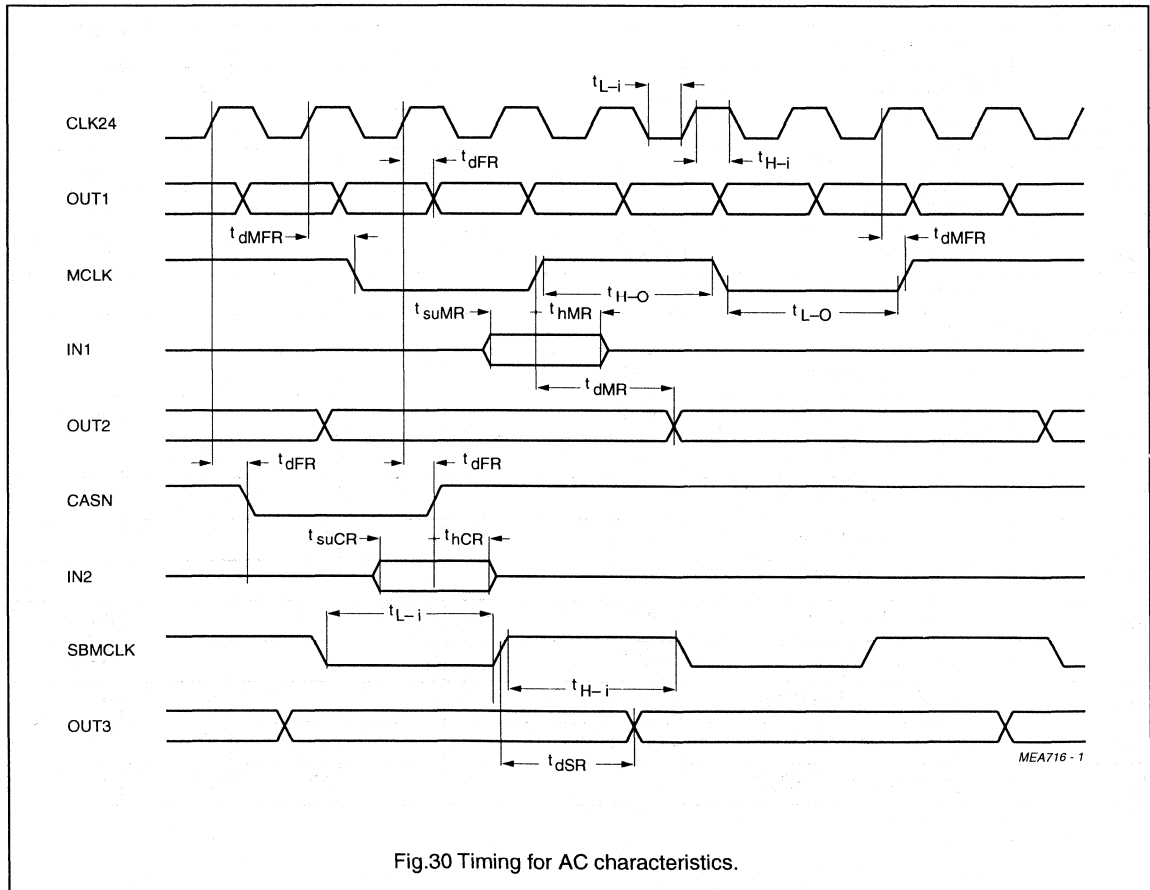 t L–i
CLK24
t dFR
t H–i
OUT1
t dMFR
t dMFR
MCLK
t H–O
t suMR
t hMR
t L–O
IN1
t dMR
OUT2
t dFR
t dFR
CASN
t suCR
t hCR
IN2
t L–i
SBMCLK
t H–i
OUT3
t dSR
MEA716 - 1
Fig.30 Timing for AC characteristics.